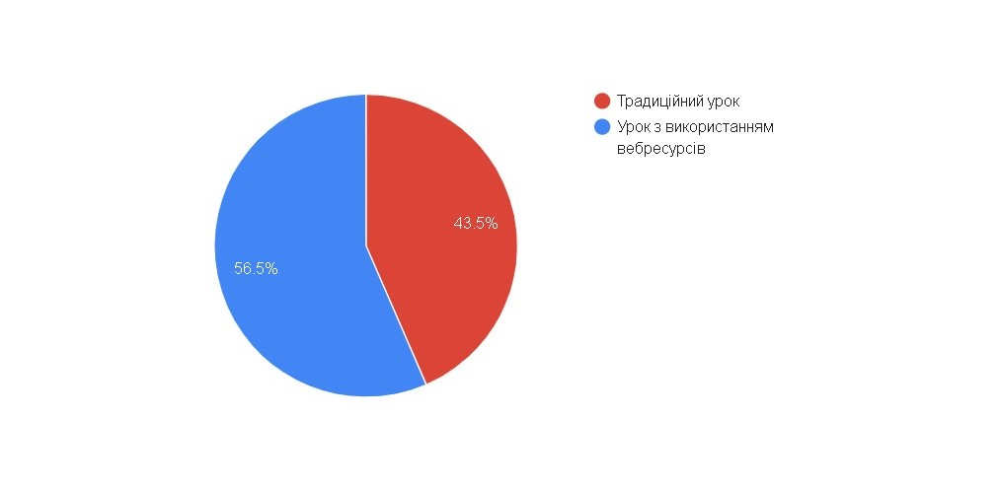 Традиційний урок
Урок з використанням
вебресурсів
43.5%
56.5%